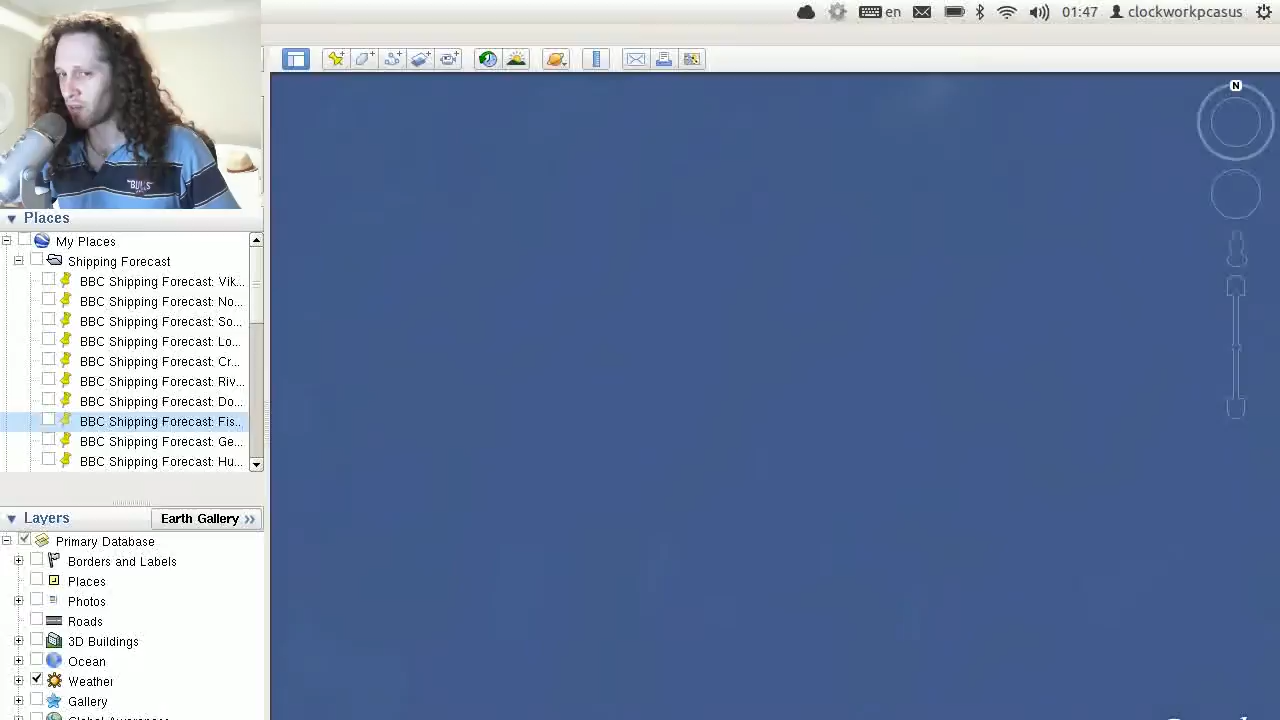 en
01:47
clockworkpcasus
N
BULLS
Places
My Places
Shipping Forecast
BBC Shipping Forecast: Vik...
BBC Shipping Forecast: No...
BBC Shipping Forecast: So...
BBC Shipping Forecast: Lo...
BBC Shipping Forecast: Cr...
BBC Shipping Forecast: Riv...
BBC Shipping Forecast: Do...
BBC Shipping Forecast: Fis...
BBC Shipping Forecast: Ge...
BBC Shipping Forecast: Hu...
Layers
Earth Gallery »
Primary Database
Borders and Labels
Places
Photos
Roads
3D Buildings
Ocean
Weather
Gallery